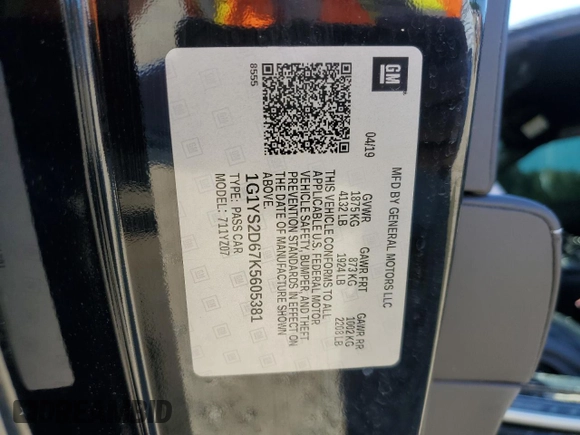 GM
MFD BY GENERAL MOTORS LLC
04/19
GVWR GAWR FRT GAWR RR
1875 KG 873 KG 1002 KG
4132 LB 1924 LB 2208 LB
THIS VEHICLE CONFORMS TO ALL
APPLICABLE U.S. FEDERAL MOTOR
VEHICLE SAFETY, BUMPER, AND THEFT
PREVENTION STANDARDS IN EFFECT ON
THE DATE OF MANUFACTURE SHOWN
ABOVE.
1G1YS2D67K5605381
TYPE: PASS CAR
MODEL: 711YZ07
8555